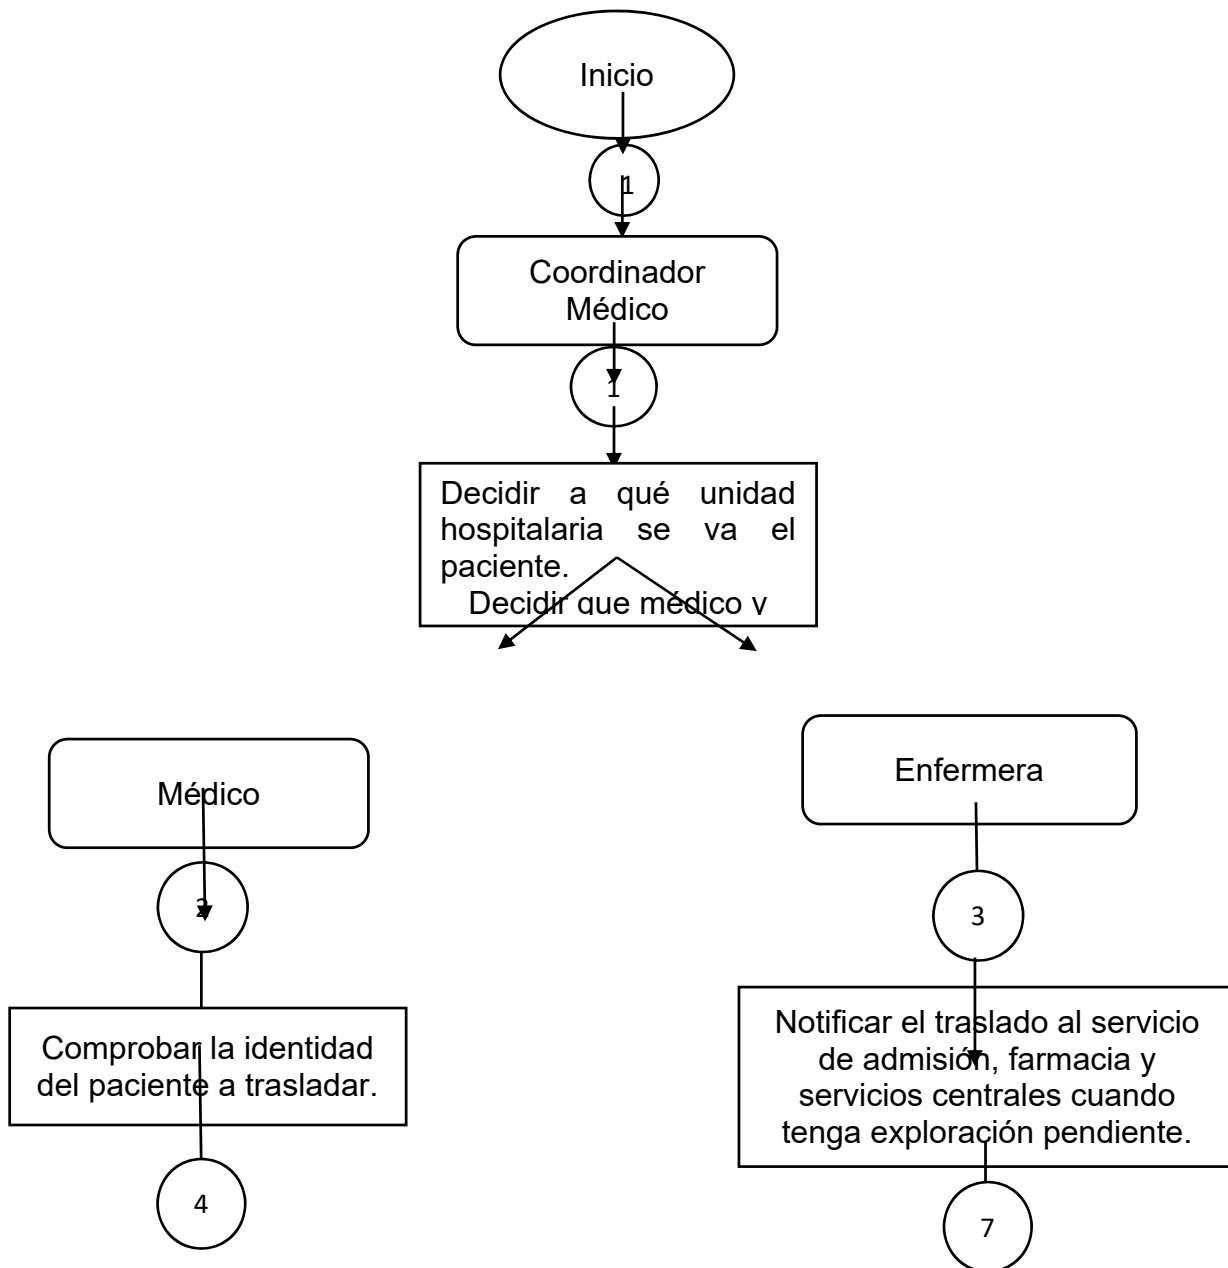 Inicio
1
Coordinador
Médico
1
Decidir a qué unidad
hospitalaria se va el
paciente.
Decidir que médico y
Médico
2
Comprobar la identidad
del paciente a trasladar.
4
Enfermera
3
Notificar el traslado al servicio
de admisión, farmacia y
servicios centrales cuando
tenga exploración pendiente.
7